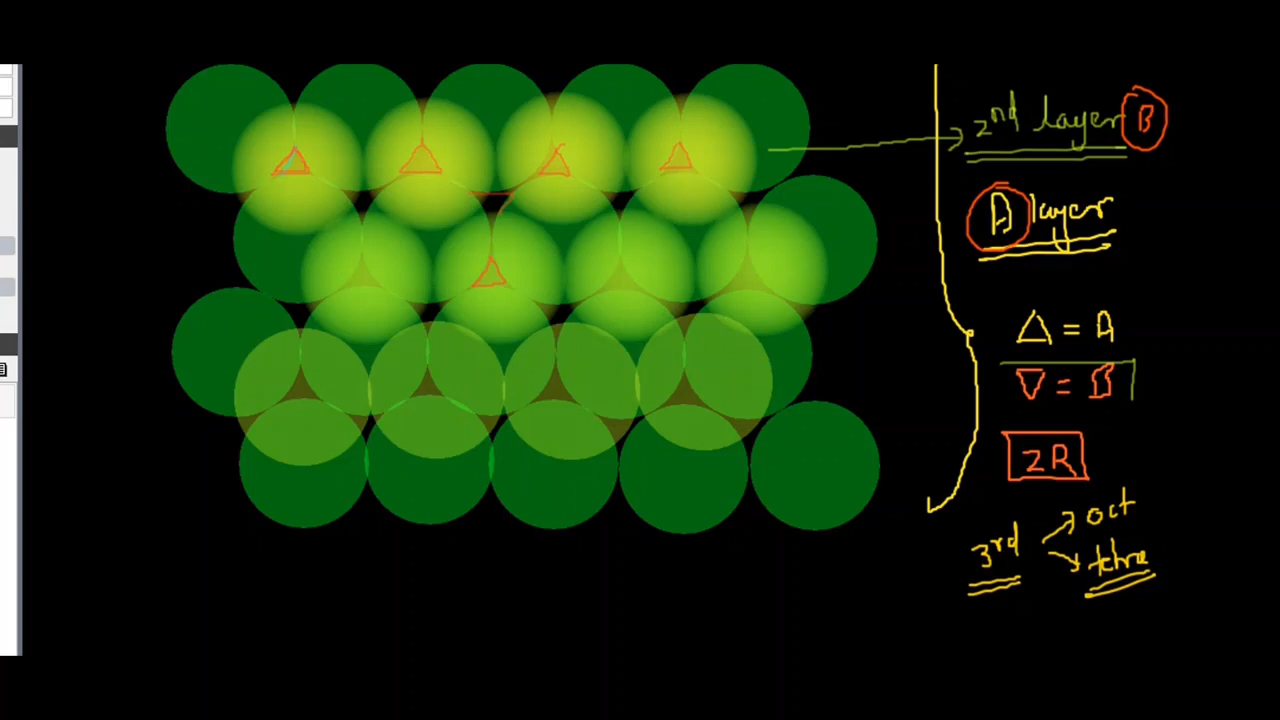 2nd layer B
A layer
△ = A
▽ = B
2R
3rd oct
tetra